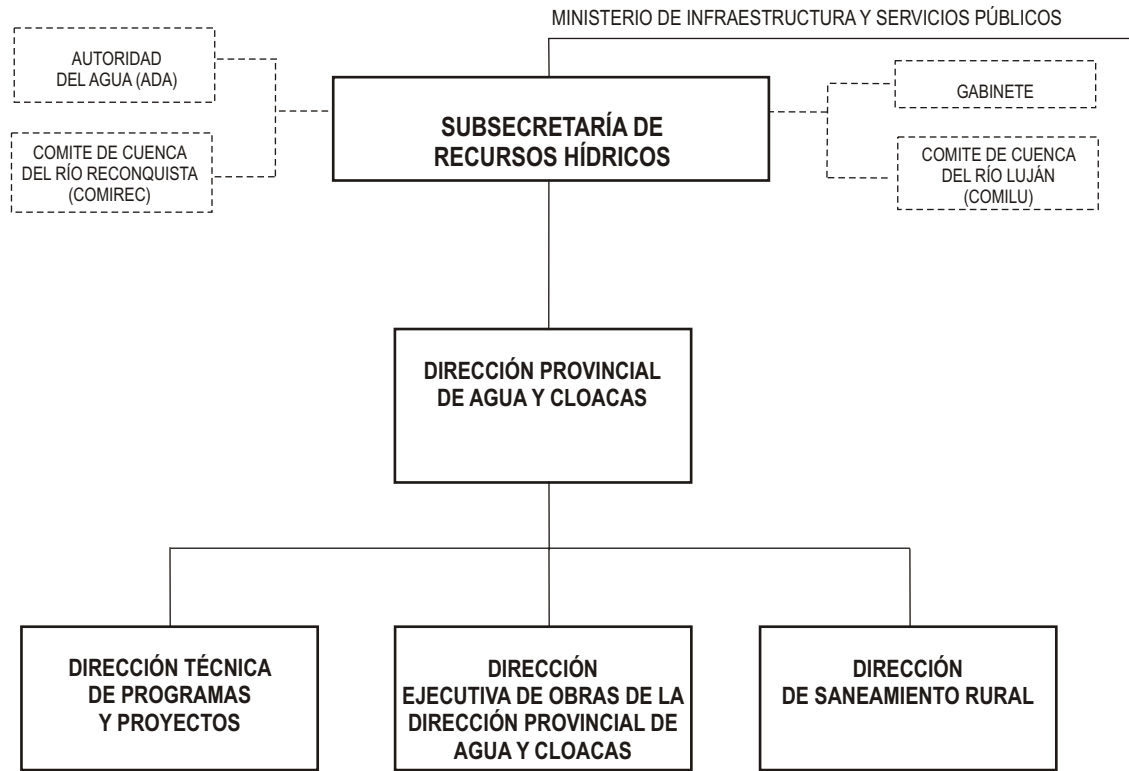 MINISTERIO DE INFRAESTRUCTURA Y SERVICIOS PÚBLICOS
AUTORIDAD
DEL AGUA (ADA)
COMITE DE CUENCA
DEL RÍO RECONQUISTA
(COMIREC)
SUBSECRETARÍA DE
RECURSOS HÍDRICOS
GABINETE
COMITE DE CUENCA
DEL RÍO LUJÁN
(COMILU)
DIRECCIÓN PROVINCIAL
DE AGUA Y CLOACAS
DIRECCIÓN TÉCNICA
DE PROGRAMAS
Y PROYECTOS
DIRECCIÓN
EJECUTIVA DE OBRAS DE LA
DIRECCIÓN PROVINCIAL DE
AGUA Y CLOACAS
DIRECCIÓN
DE SANEAMIENTO RURAL